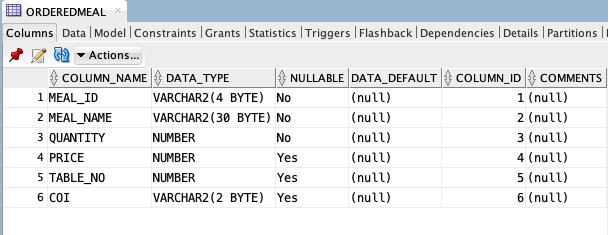 ORDEREDMEAL
Columns Data Model Constraints Grants Statistics Triggers Flashback Dependencies Details Partitions
Actions...
COLUMN_NAME DATA_TYPE NULLABLE DATA_DEFAULT COLUMN_ID COMMENTS
1 MEAL_ID VARCHAR2(4 BYTE) No (null) 1 (null)
2 MEAL_NAME VARCHAR2(30 BYTE) No (null) 2 (null)
3 QUANTITY NUMBER No (null) 3 (null)
4 PRICE NUMBER Yes (null) 4 (null)
5 TABLE_NO NUMBER Yes (null) 5 (null)
6 COI VARCHAR2(2 BYTE) Yes (null) 6 (null)